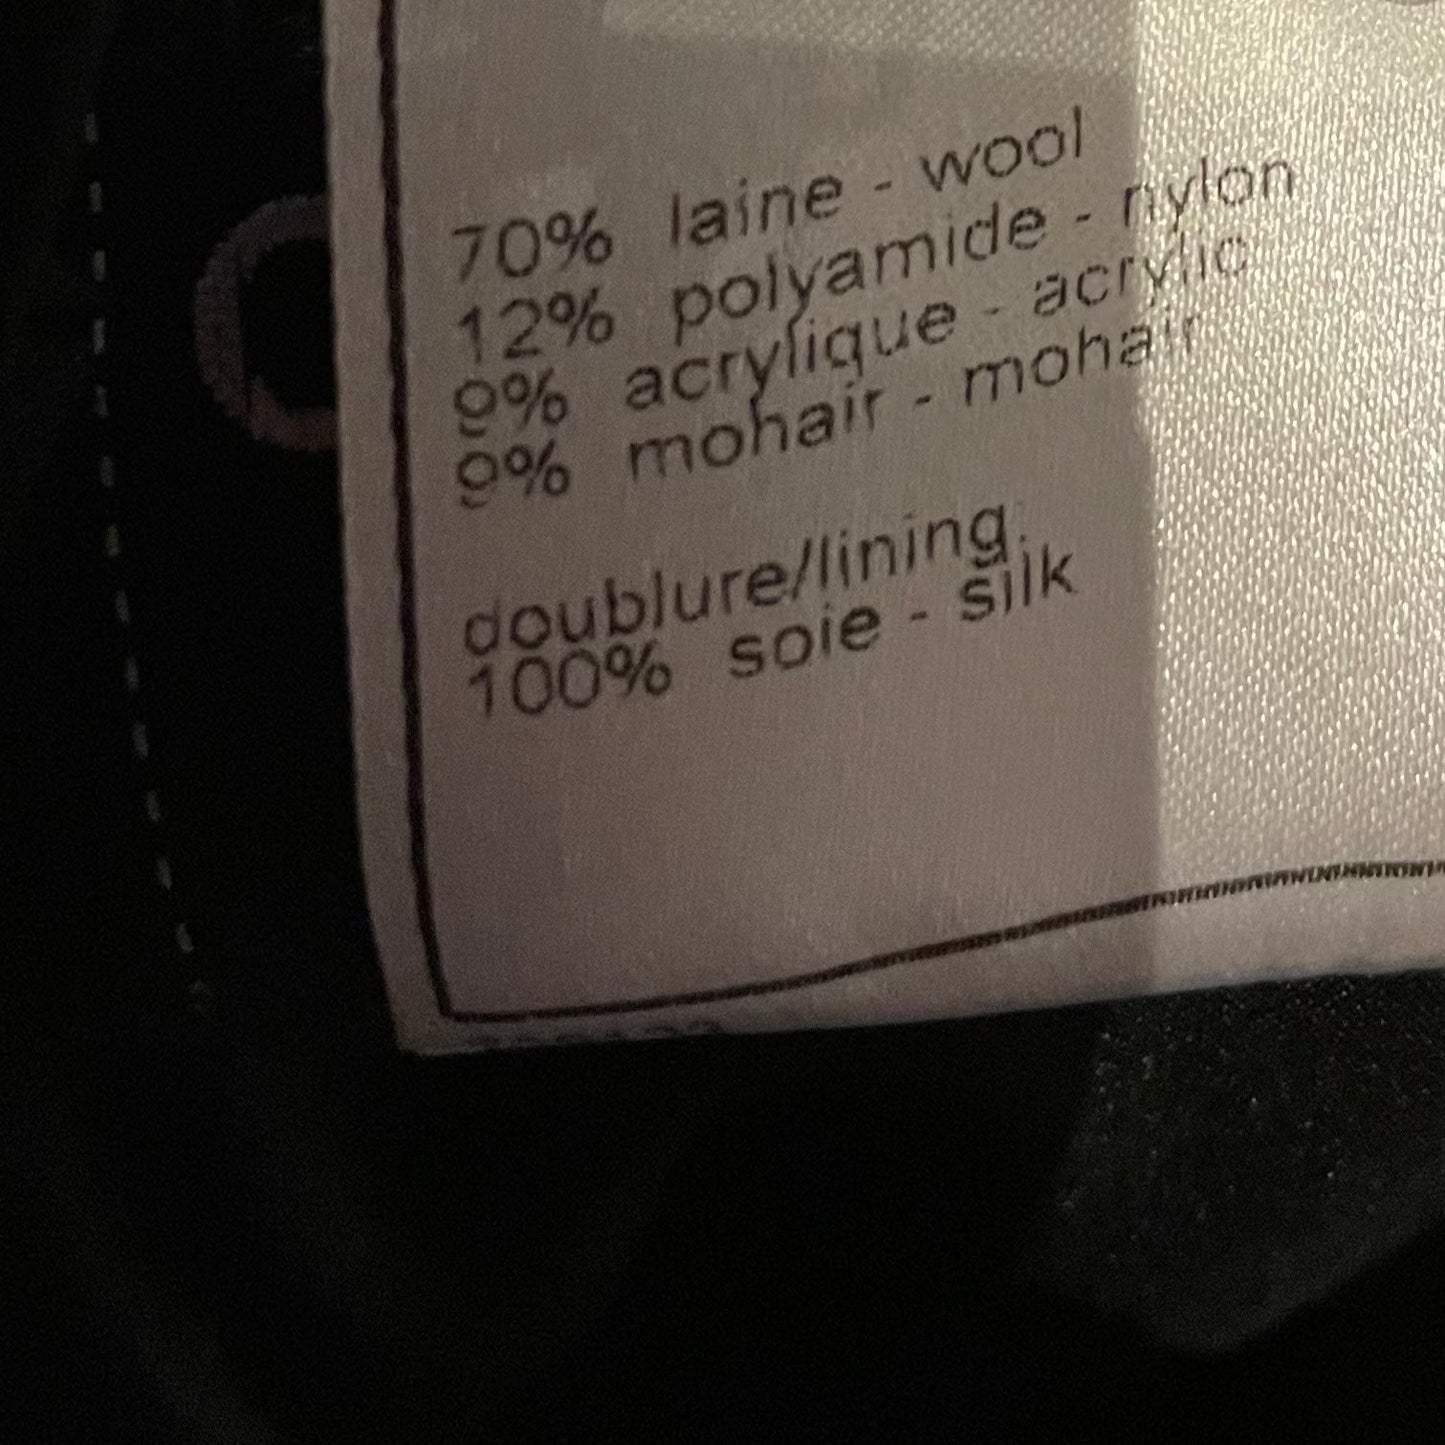 70% laine - wool
12% polyamide - nylon
9% acrylique - acrylic
9% mohair - mohair
doublure/lining
100% soie - silk